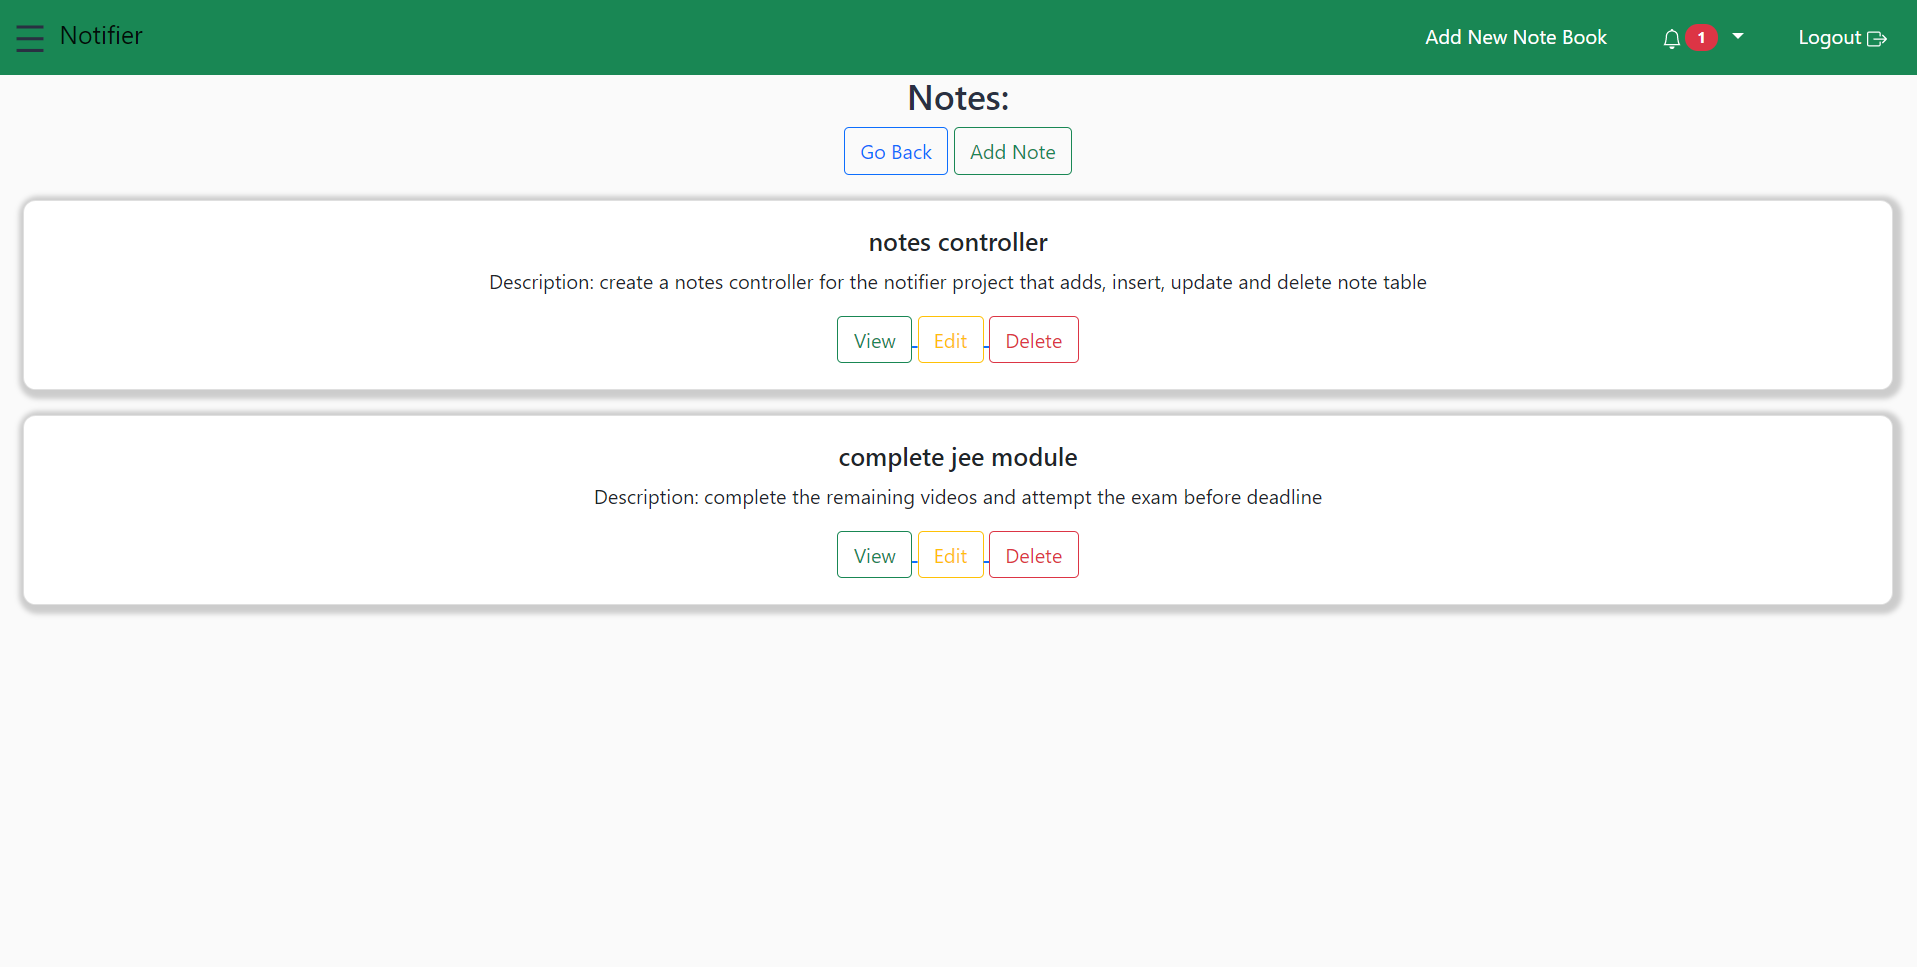 Notifier
Add New Note Book
1
Logout
Notes:
Go Back
Add Note
notes controller
Description: create a notes controller for the notifier project that adds, insert, update and delete note table
View
Edit
Delete
complete jee module
Description: complete the remaining videos and attempt the exam before deadline
View
Edit
Delete